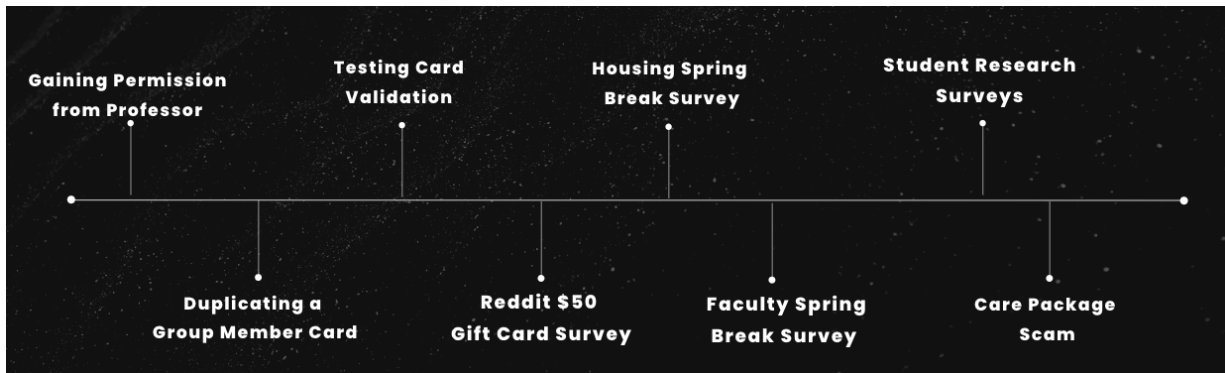 Gaining Permission
from Professor
Duplicating a
Group Member Card
Testing Card
Validation
Reddit $50
Gift Card Survey
Housing Spring
Break Survey
Faculty Spring
Break Survey
Student Research
Surveys
Care Package
Scam